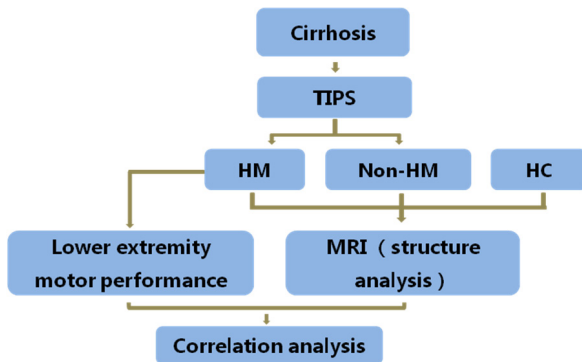 Cirrhosis
TIPS
HM
Non-HM
HC
Lower extremity
motor performance
MRI ( structure
analysis )
Correlation analysis